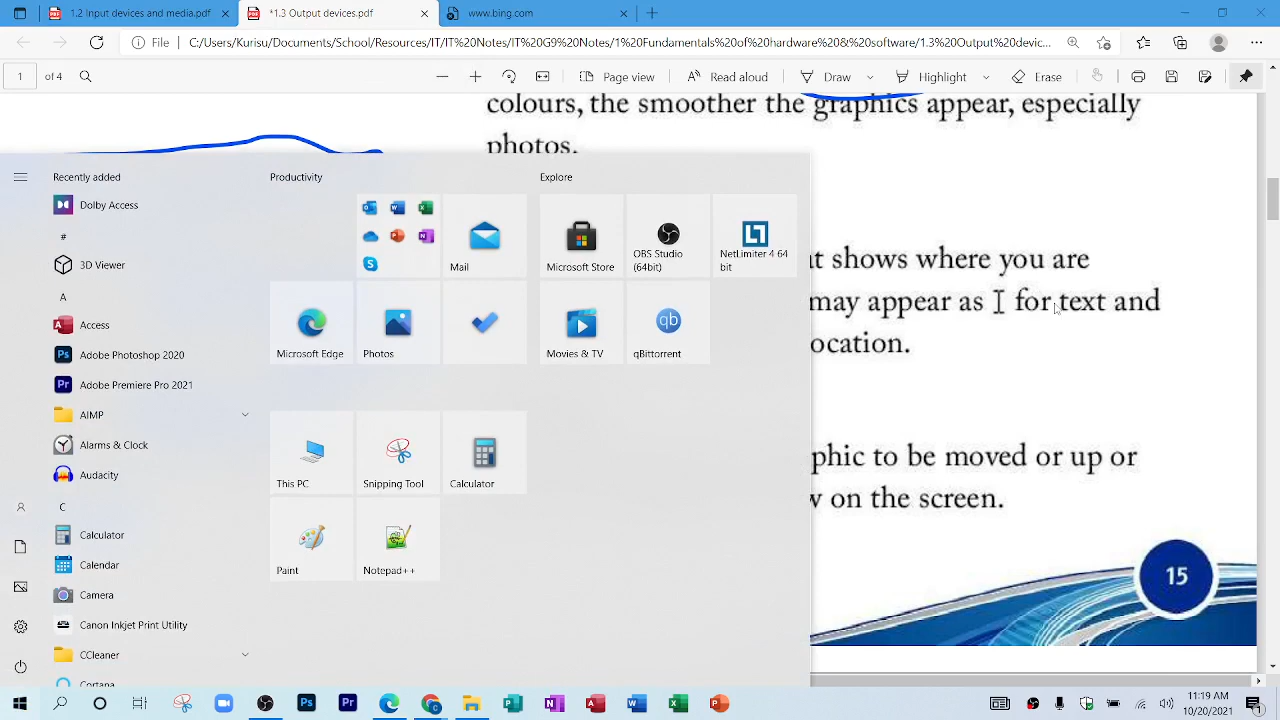 1.2 Input devices and media.pdf
*1.3 Output devices.pdf
www.bing.com
File
C:/Users/Kurisu/Documents/School/Resources/IT/IT%20Notes/IT%20G9%20Notes/1%20Fundamentals%20of%20hardware%20&%20software/1.3%20Output%20devic...
1 of 4
Page view
Read aloud
Draw
Highlight
Erase
colours, the smoother the graphics appear, especially
photos.
t shows where you are
may appear as I for text and
ocation.
phic to be moved or up or
w on the screen.
15
Recently added
Dolby Access
#
3D Viewer
A
Access
Adobe Photoshop 2020
Adobe Premiere Pro 2021
AIMP
Alarms & Clock
Audacity
C
Calculator
Calendar
Camera
Canon Inkjet Print Utility
CCleaner
Cortana
Productivity
Mail
Microsoft Edge
Photos
This PC
Snipping Tool
Calculator
Paint
Notepad++
Explore
Microsoft Store
OBS Studio
(64bit)
NetLimiter 4 64
bit
Movies & TV
qb
qBittorrent
11:19 AM
10/20/2021